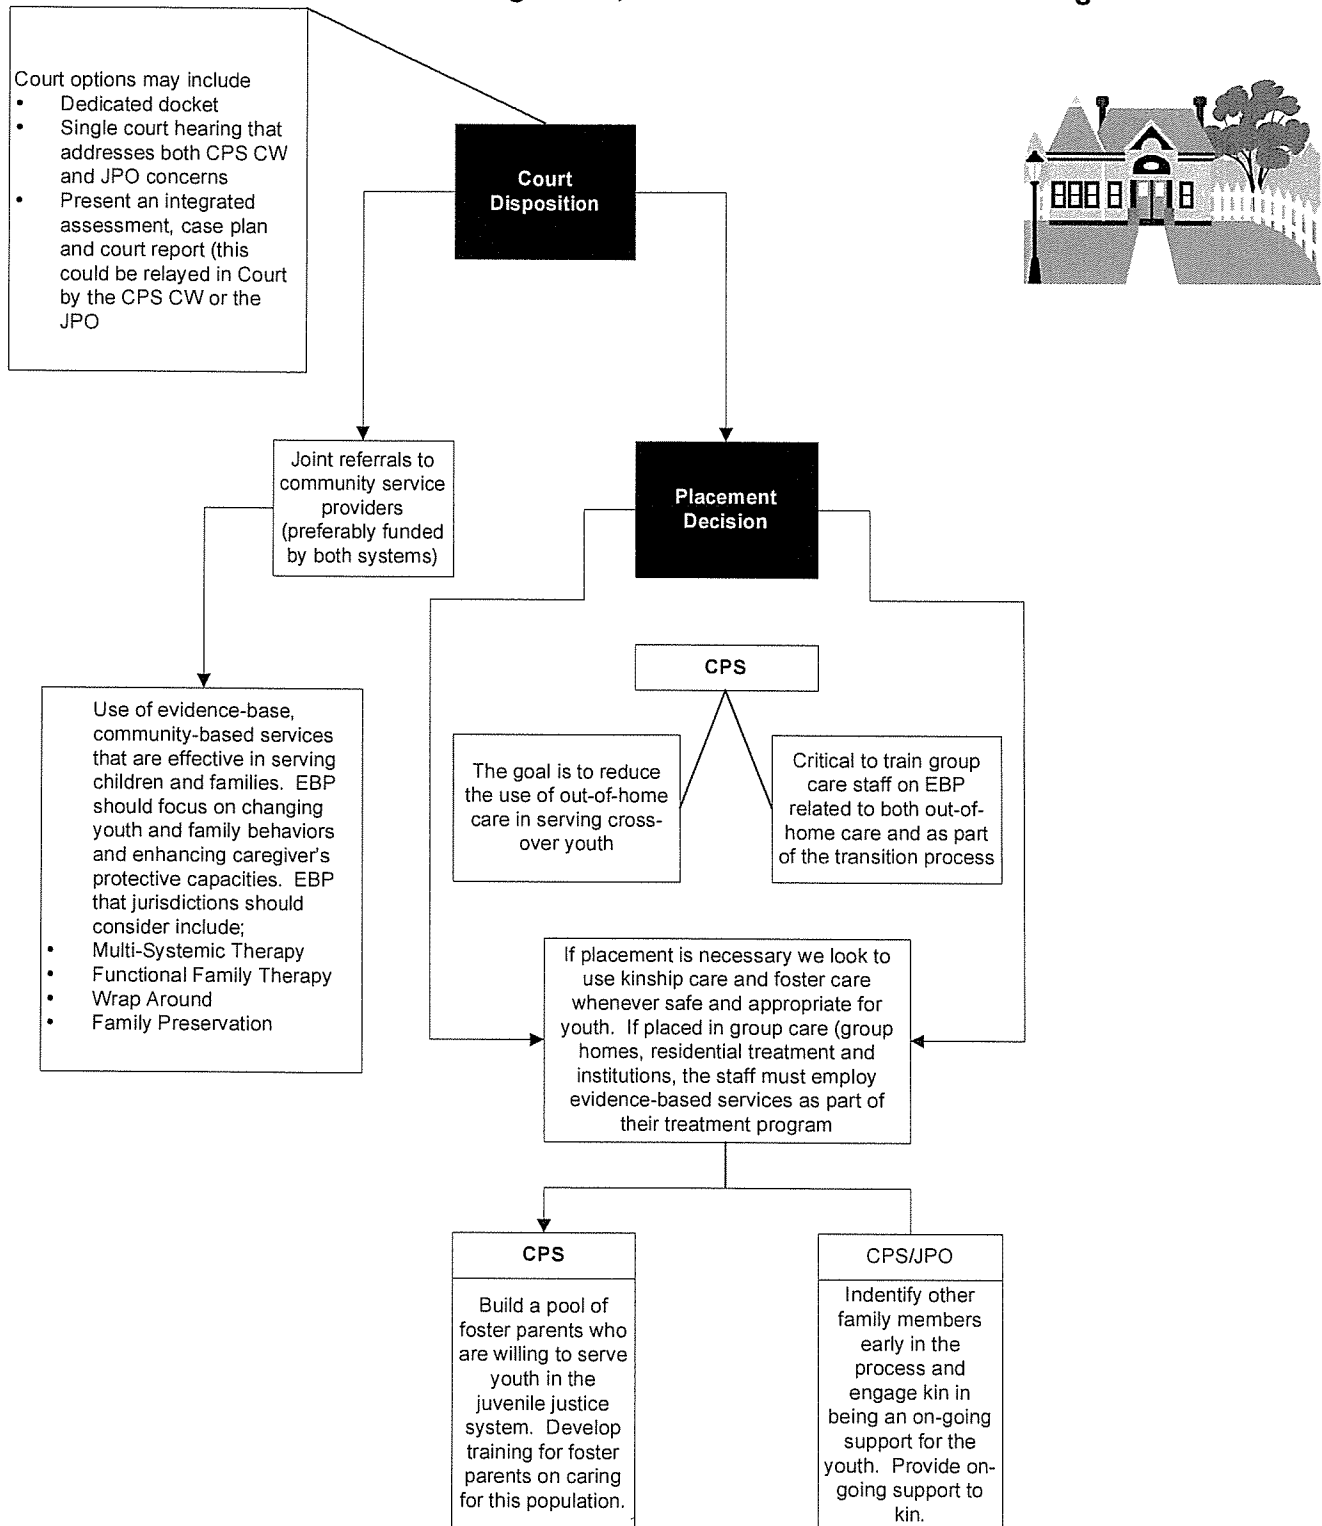 Court options may include
• Dedicated docket
• Single court hearing that
addresses both CPS CW
and JPO concerns
• Present an integrated
assessment, case plan
and court report (this
could be relayed in Court
by the CPS CW or the
JPO
Court
Disposition
Joint referrals to
community service
providers
(preferably funded
by both systems)
Placement
Decision
Use of evidence-base,
community-based services
that are effective in serving
children and families. EBP
should focus on changing
youth and family behaviors
and enhancing caregiver's
protective capacities. EBP
that jurisdictions should
consider include;
• Multi-Systemic Therapy
• Functional Family Therapy
• Wrap Around
• Family Preservation
CPS
The goal is to reduce
the use of out-of-home
care in serving cross-
over youth
Critical to train group
care staff on EBP
related to both out-of-
home care and as part
of the transition process
If placement is necessary we look to
use kinship care and foster care
whenever safe and appropriate for
youth. If placed in group care (group
homes, residential treatment and
institutions, the staff must employ
evidence-based services as part of
their treatment program
CPS
Build a pool of
foster parents who
are willing to serve
youth in the
juvenile justice
system. Develop
training for foster
parents on caring
for this population.
CPS/JPO
Indentify other
family members
early in the
process and
engage kin in
being an on-going
support for the
youth. Provide on-
going support to
kin.